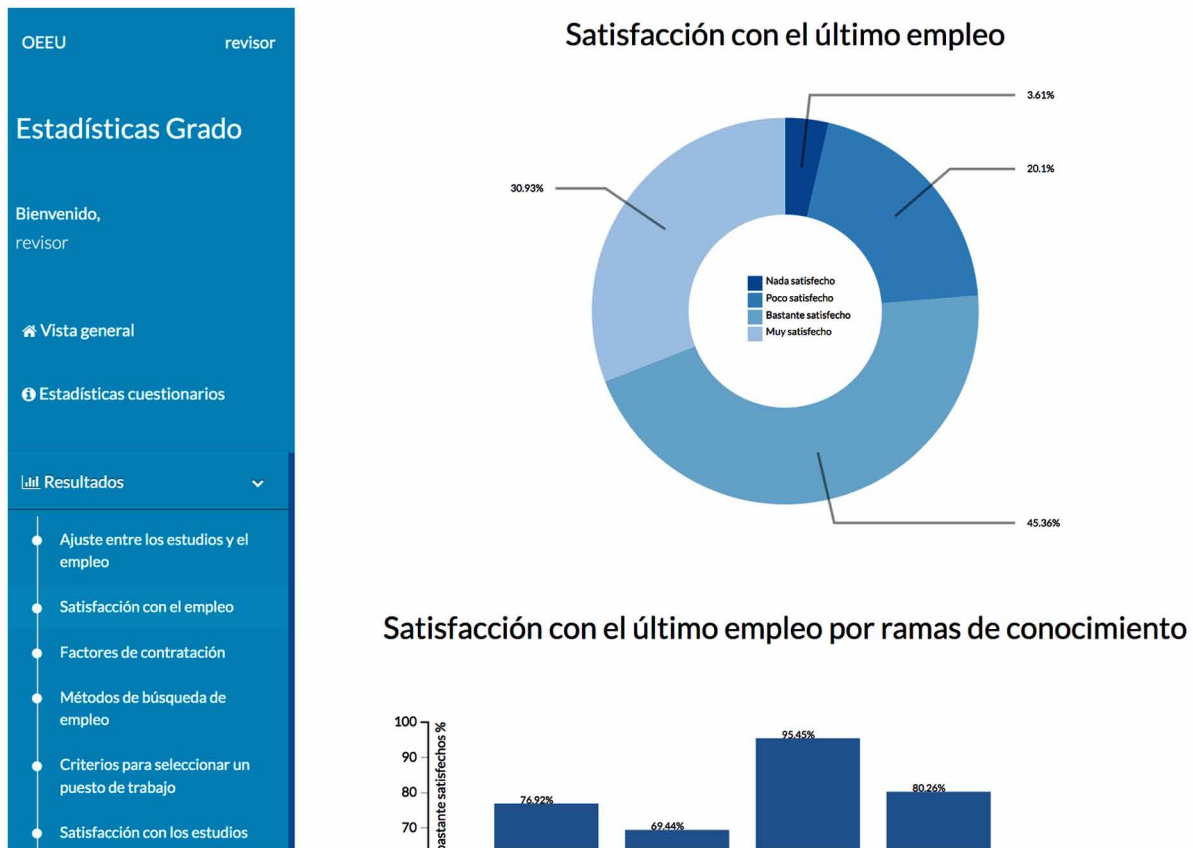 OEEU
revisor
Estadísticas Grado
Bienvenido,
revisor
Vista general
Estadísticas cuestionarios
Resultados
Ajuste entre los estudios y el
empleo
Satisfacción con el empleo
Factores de contratación
Métodos de búsqueda de
empleo
Criterios para seleccionar un
puesto de trabajo
Satisfacción con los estudios
Satisfacción con el último empleo
3.61%
20.1%
30.93%
Nada satisfecho
Poco satisfecho
Bastante satisfecho
Muy satisfecho
45.36%
Satisfacción con el último empleo por ramas de conocimiento
100
90
80
70
bastante satisfechos %
76.92%
69.44%
95.45%
80.26%